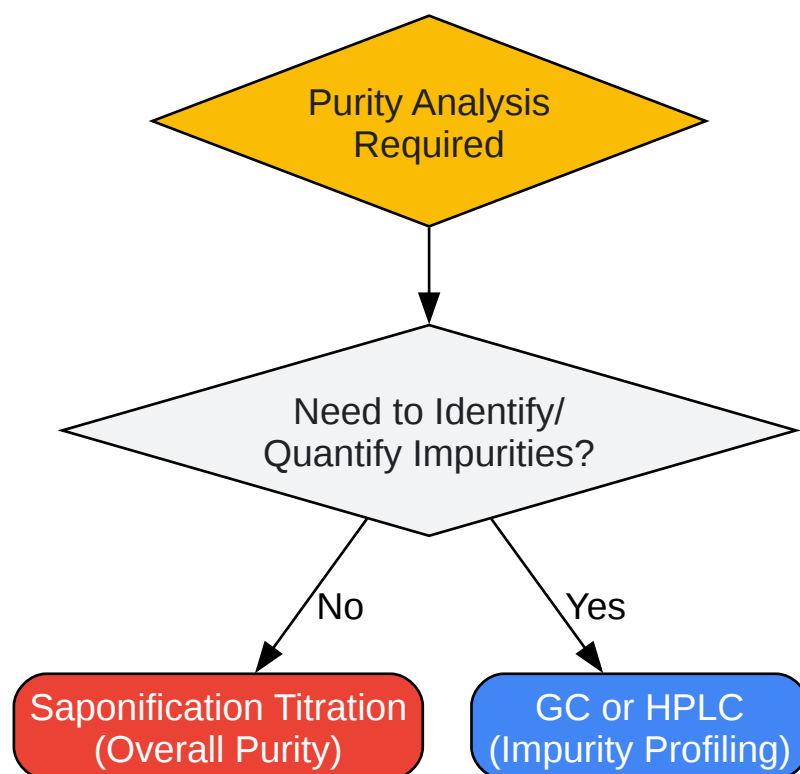 Purity Analysis
Required
Need to Identify/
Quantify Impurities?
No
Yes
Saponification Titration
(Overall Purity)
GC or HPLC
(Impurity Profiling)